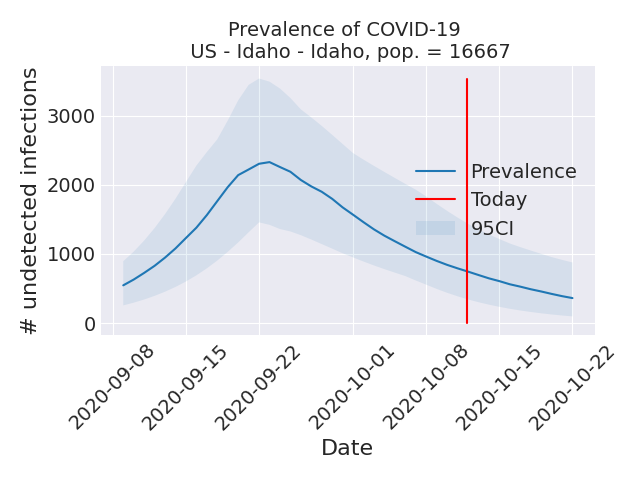 Prevalence of COVID-19
US - Idaho - Idaho, pop. = 16667
# undetected infections
3000
2000
1000
0
Prevalence
Today
95CI
2020-09-08
2020-09-15
2020-09-22
2020-10-01
2020-10-08
2020-10-15
2020-10-22
Date